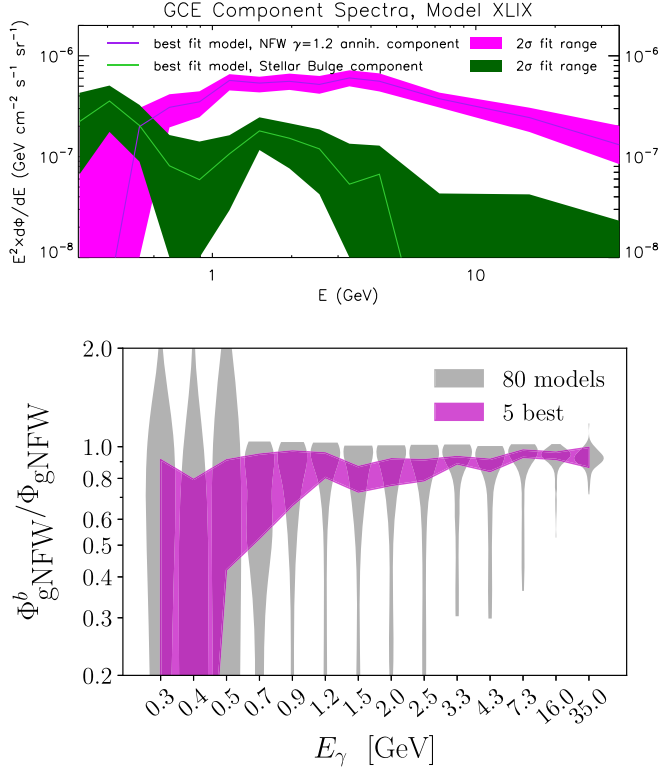 GCE Component Spectra, Model XLIX
best fit model, NFW γ=1.2 annih. component
2σ fit range
best fit model, Stellar Bulge component
2σ fit range
E²×dΦ/dE (GeV cm⁻² s⁻¹ sr⁻¹)
10⁻⁶ 10⁻⁶
10⁻⁷ 10⁻⁷
10⁻⁸ 10⁻⁸
1 10
E (GeV)
80 models
5 best
ΦᵇgNFW/ΦgNFW
2.0
1.0
0.8
0.6
0.5
0.4
0.3
0.2
0.3 0.4 0.5 0.7 0.9 1.2 1.5 2.0 2.5 3.3 4.3 7.3 16.0 35.0
Eγ [GeV]